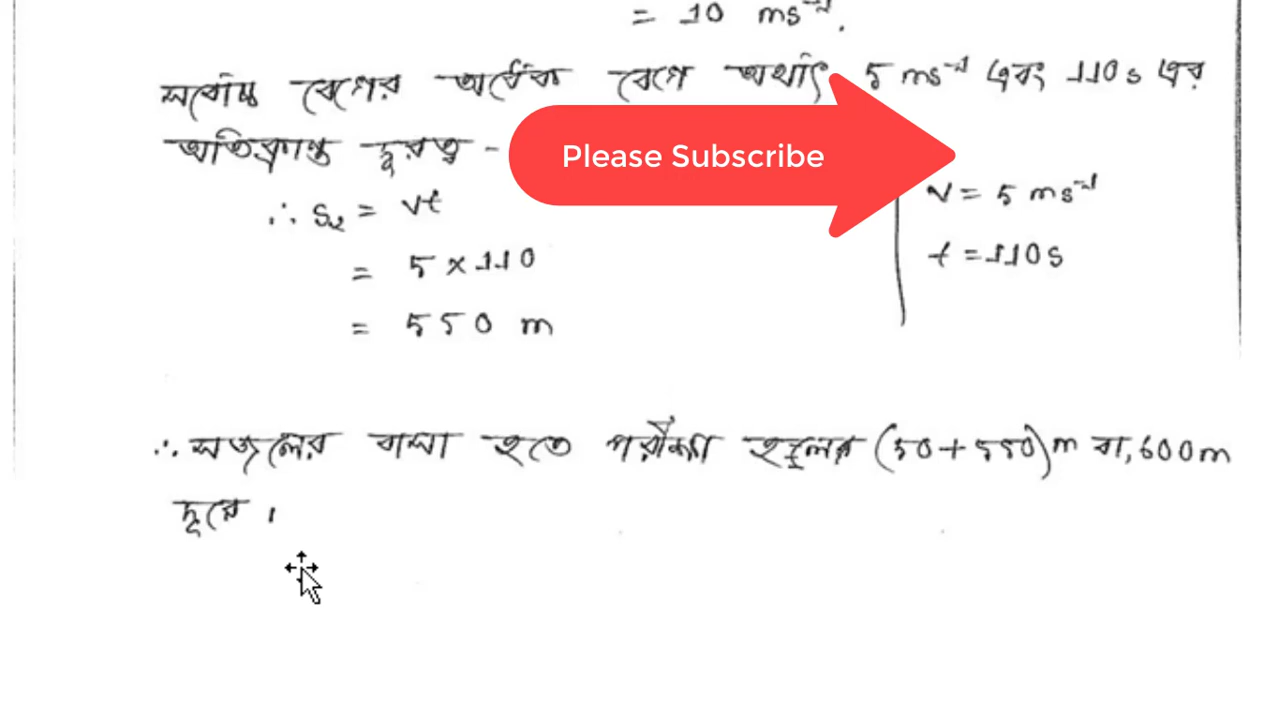 = 10 ms⁻¹.
সর্বোচ্চ বেগের অর্ধেক বেগে অর্থাৎ 5 ms⁻¹ এবং 110 s এর
অতিক্রান্ত দূরত্ব -
Please Subscribe
∴ S₂ = vt
= 5 × 110
= 550 m
v = 5 ms⁻¹
t = 110s
∴ সজলের বাসা হতে পরীক্ষা হলের (50 + 550) m বা, 600 m
দূরে ।